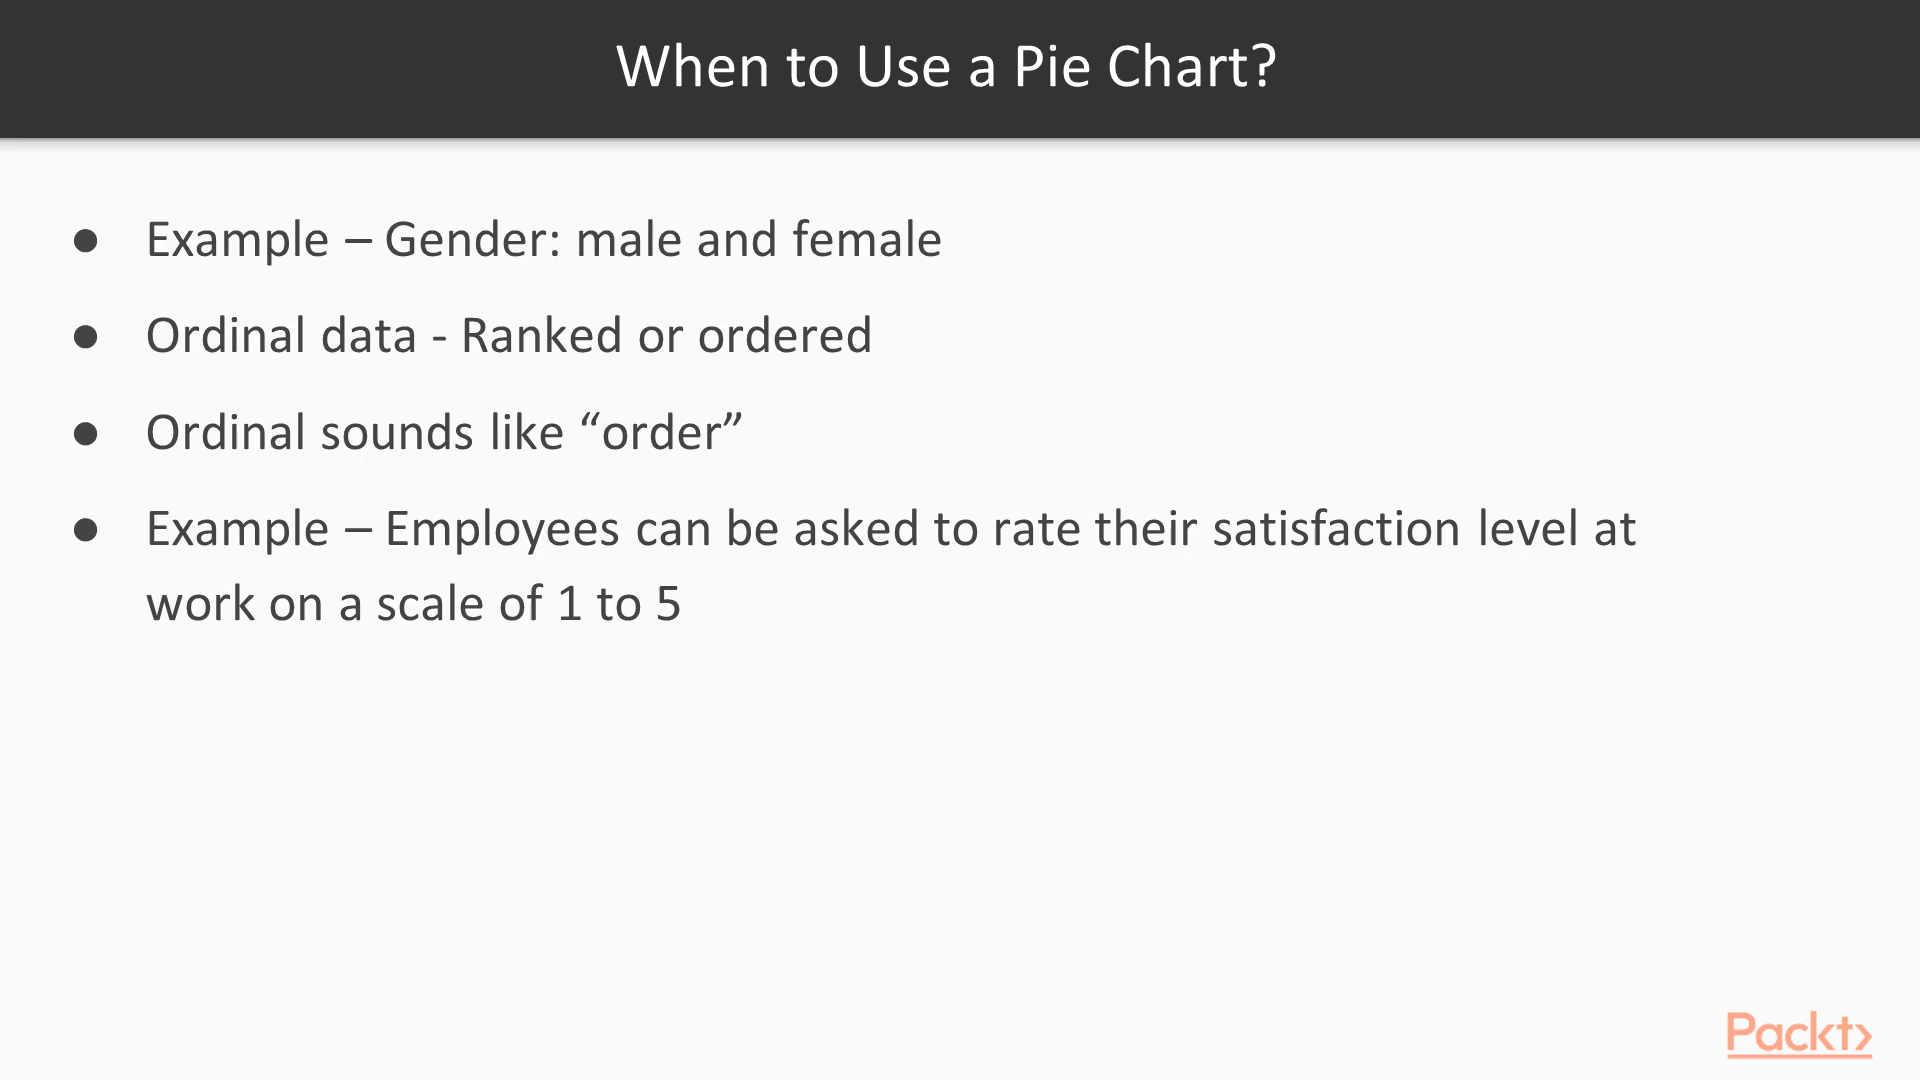 When to Use a Pie Chart?
● Example – Gender: male and female
● Ordinal data - Ranked or ordered
● Ordinal sounds like “order”
● Example – Employees can be asked to rate their satisfaction level at
work on a scale of 1 to 5
Packt>